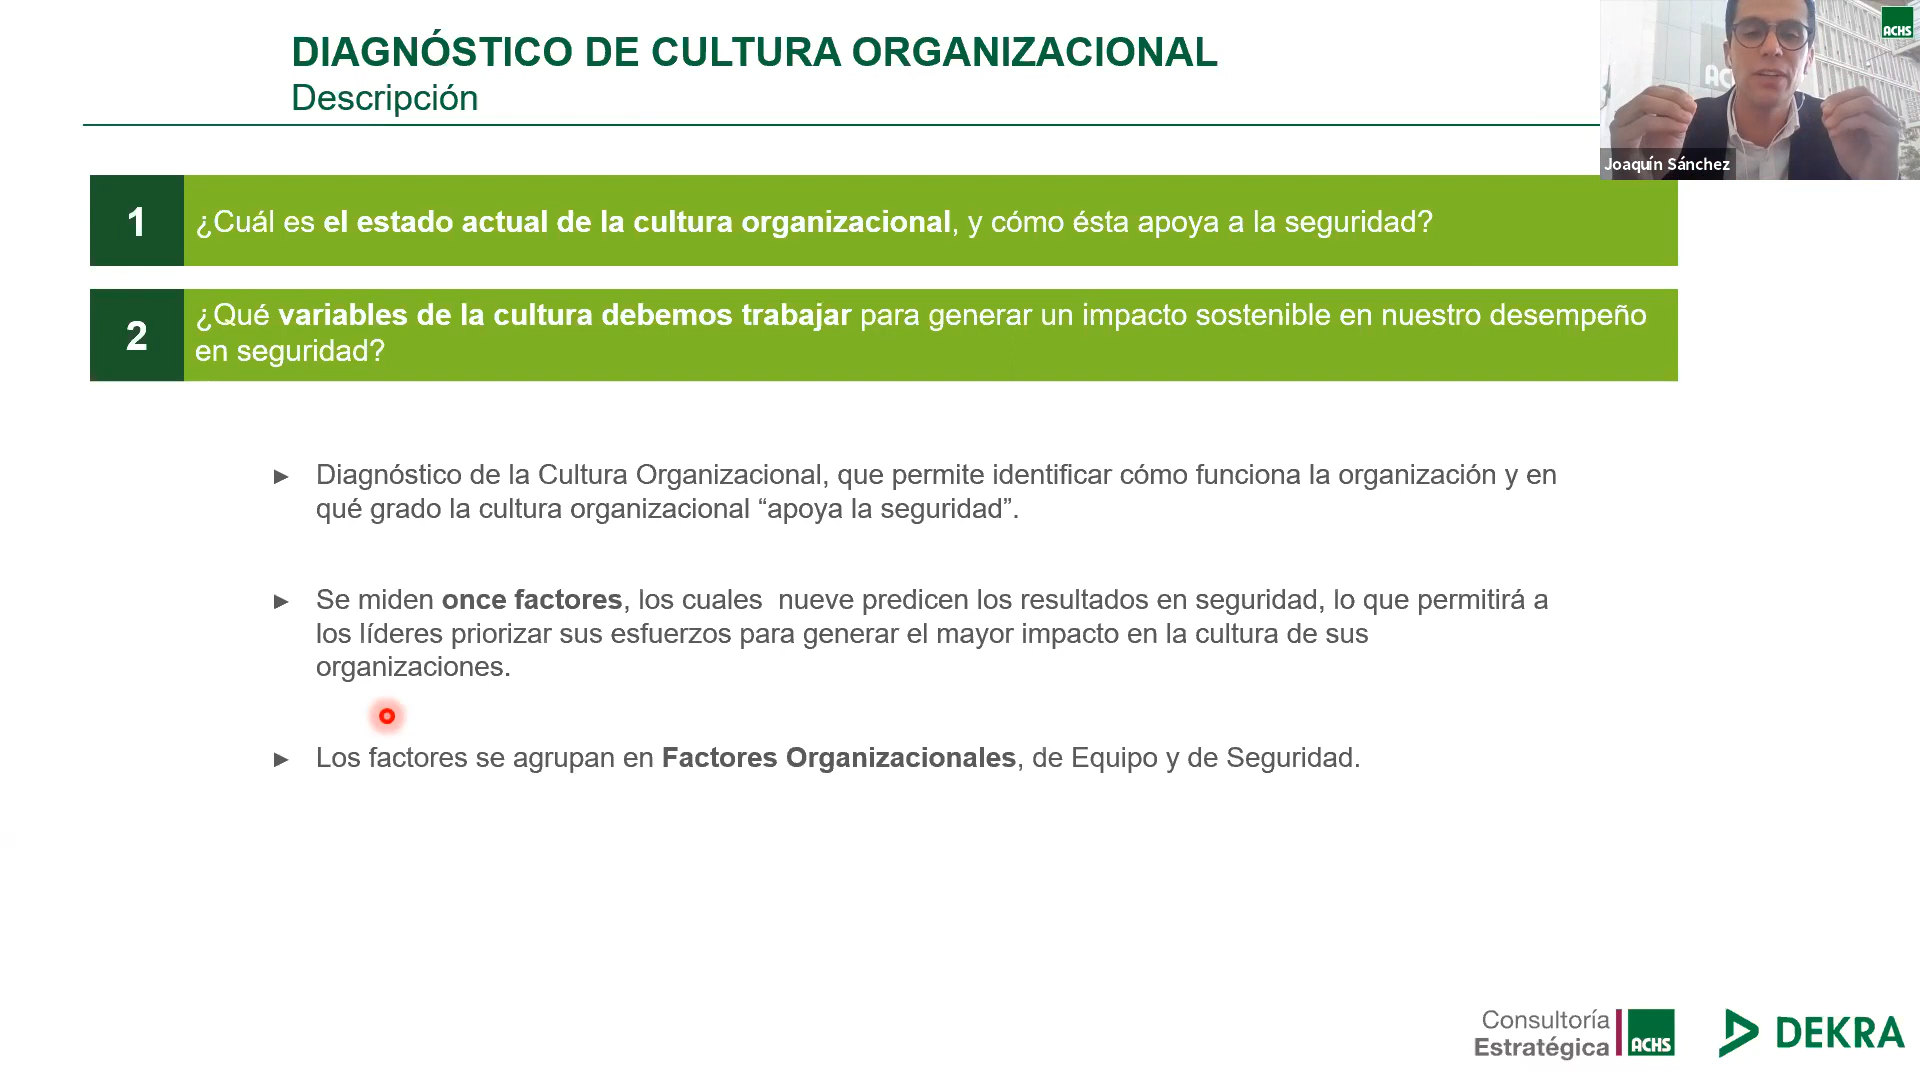 DIAGNÓSTICO DE CULTURA ORGANIZACIONAL
Descripción
ACHS
Joaquín Sánchez
1
¿Cuál es el estado actual de la cultura organizacional, y cómo ésta apoya a la seguridad?
2
¿Qué variables de la cultura debemos trabajar para generar un impacto sostenible en nuestro desempeño
en seguridad?
► Diagnóstico de la Cultura Organizacional, que permite identificar cómo funciona la organización y en
qué grado la cultura organizacional “apoya la seguridad”.
► Se miden once factores, los cuales  nueve predicen los resultados en seguridad, lo que permitirá a
los líderes priorizar sus esfuerzos para generar el mayor impacto en la cultura de sus
organizaciones.
► Los factores se agrupan en Factores Organizacionales, de Equipo y de Seguridad.
Consultoría
Estratégica
ACHS
DEKRA